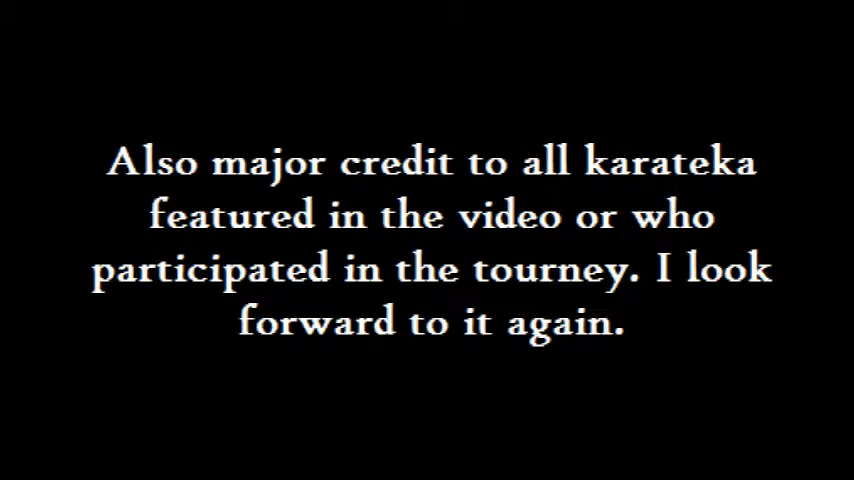 Also major credit to all karateka
featured in the video or who
participated in the tourney. I look
forward to it again.